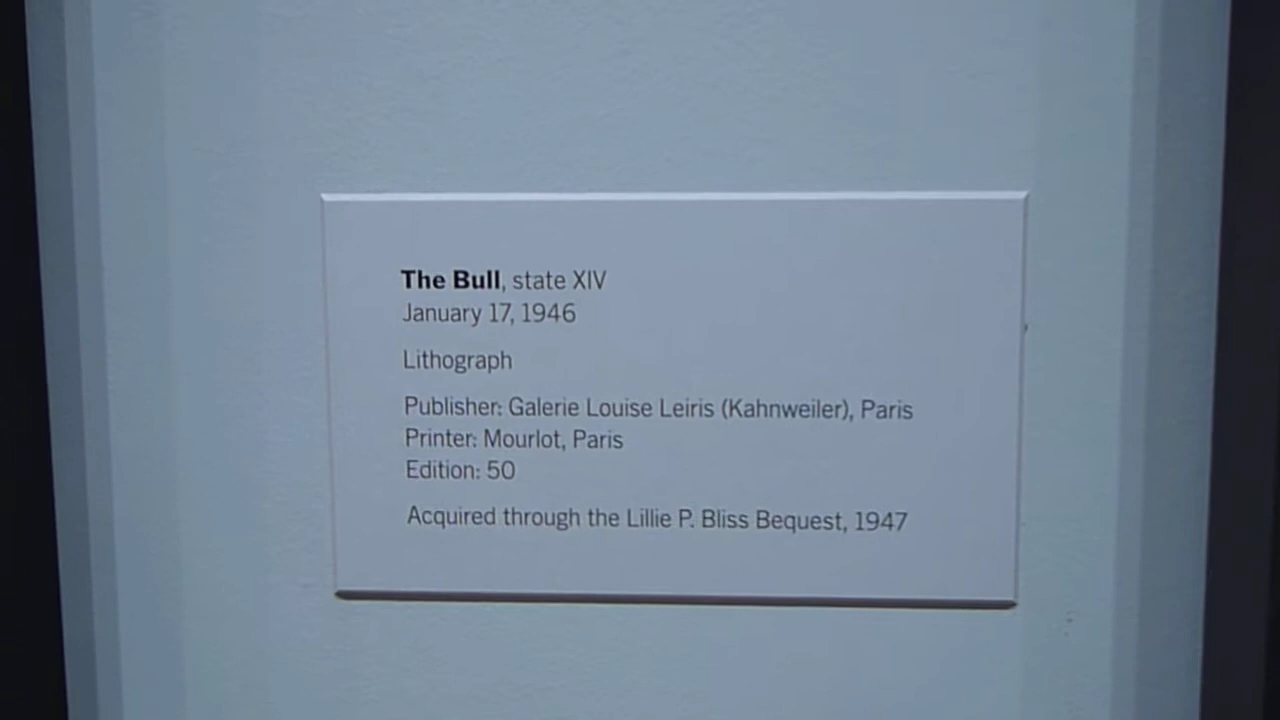 The Bull, state XIV
January 17, 1946
Lithograph
Publisher: Galerie Louise Leiris (Kahnweiler), Paris
Printer: Mourlot, Paris
Edition: 50
Acquired through the Lillie P. Bliss Bequest, 1947